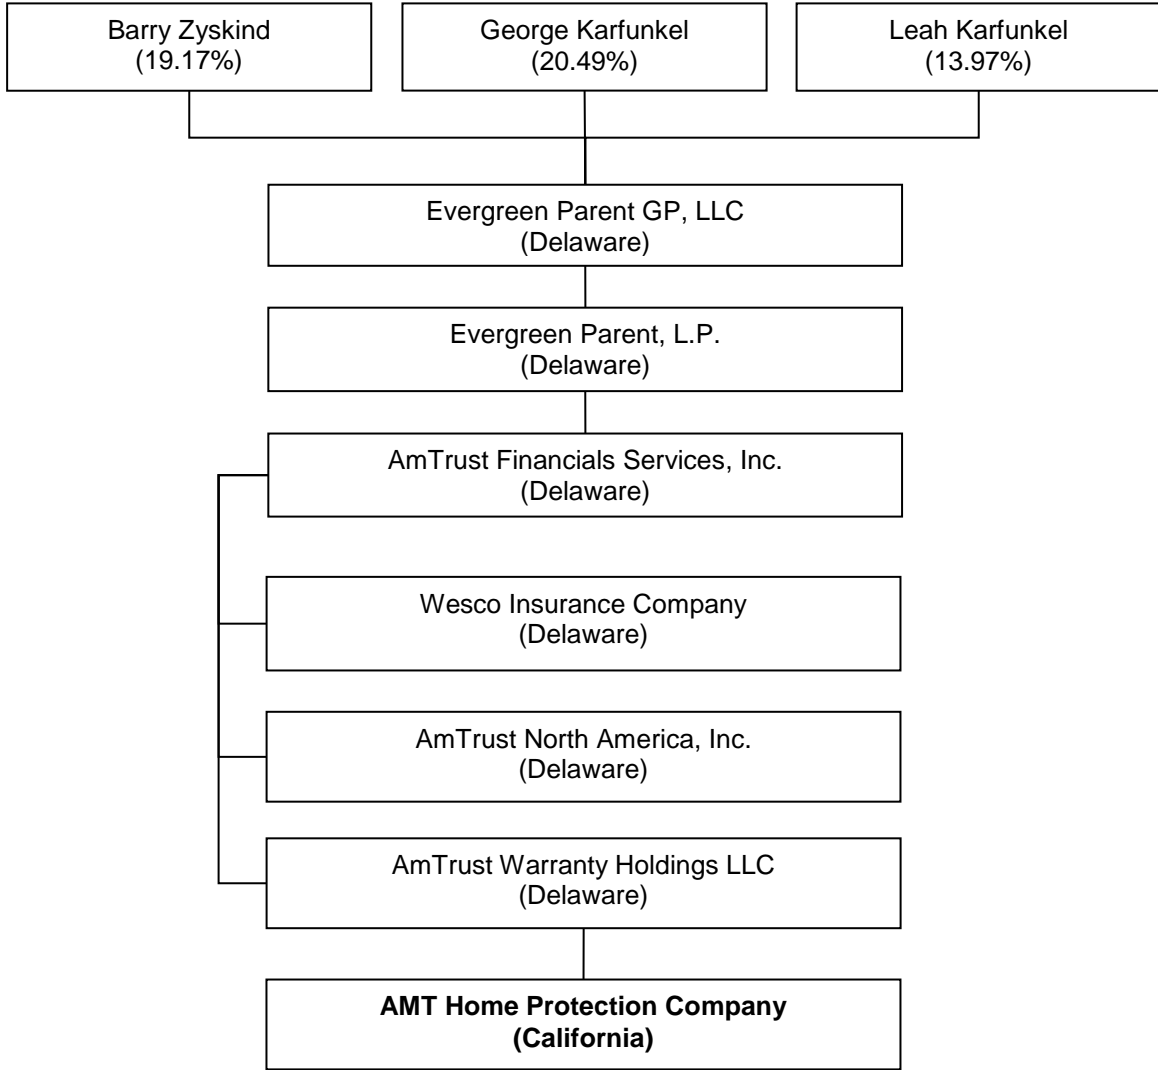 Barry Zyskind
(19.17%)
George Karfunkel
(20.49%)
Leah Karfunkel
(13.97%)
Evergreen Parent GP, LLC
(Delaware)
Evergreen Parent, L.P.
(Delaware)
AmTrust Financials Services, Inc.
(Delaware)
Wesco Insurance Company
(Delaware)
AmTrust North America, Inc.
(Delaware)
AmTrust Warranty Holdings LLC
(Delaware)
AMT Home Protection Company
(California)